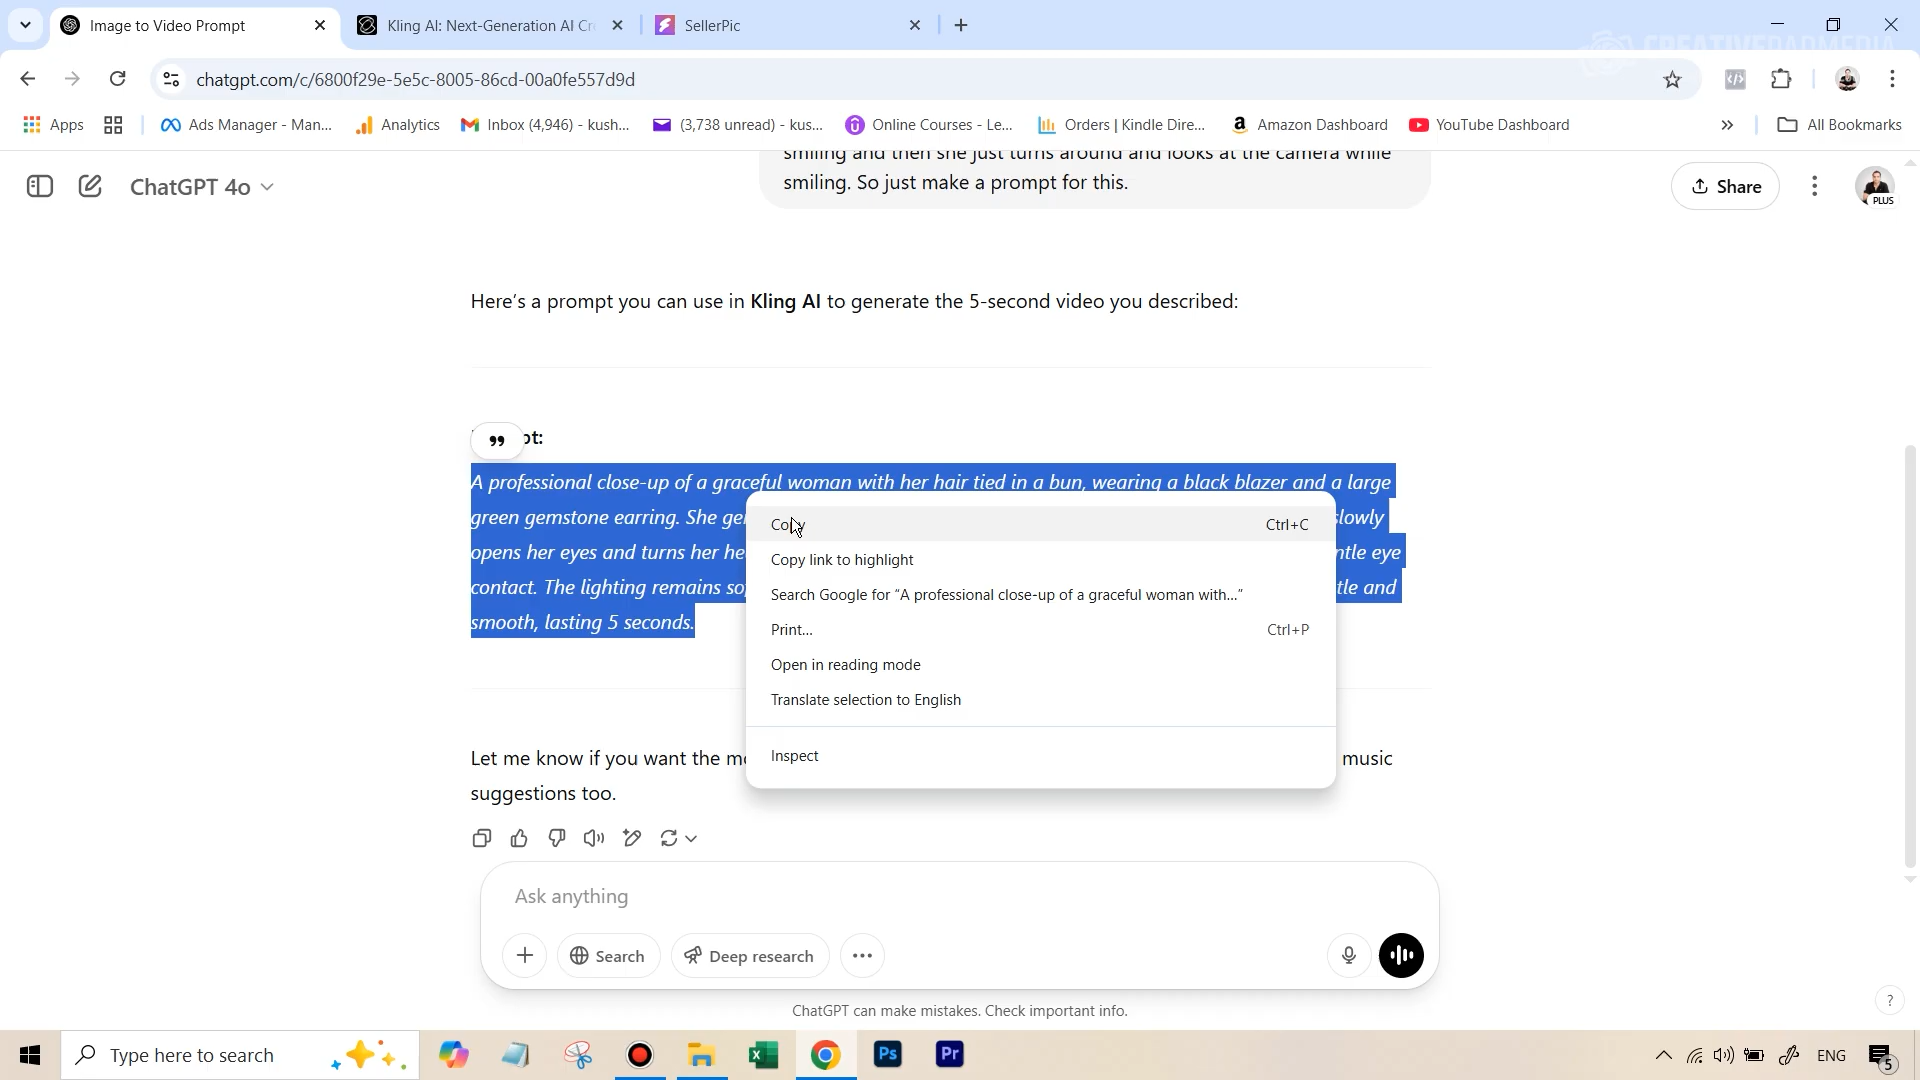 Image to Video Prompt
Kling AI: Next-Generation AI Cr
SellerPic
CREATIVEDADMEDIA
chatgpt.com/c/6800f29e-5e5c-8005-86cd-00a0fe557d9d
Apps
Ads Manager - Man...
Analytics
Inbox (4,946) - kush...
(3,738 unread) - kus...
Online Courses - Le...
Orders | Kindle Dire...
Amazon Dashboard
YouTube Dashboard
All Bookmarks
smiling and then she just turns around and looks at the camera while
smiling. So just make a prompt for this.
ChatGPT 4o
Share
PLUS
Here's a prompt you can use in Kling AI to generate the 5-second video you described:
pt:
A professional close-up of a graceful woman with her hair tied in a bun, wearing a black blazer and a large
green gemstone earring. She ge
slowly
opens her eyes and turns her he
ntle eye
contact. The lighting remains so
tle and
smooth, lasting 5 seconds.
Copy Ctrl+C
Copy link to highlight
Search Google for "A professional close-up of a graceful woman with..."
Print... Ctrl+P
Open in reading mode
Translate selection to English
Inspect
Let me know if you want the mo
music
suggestions too.
Ask anything
Search
Deep research
ChatGPT can make mistakes. Check important info.
?
Type here to search
Ps
Pr
ENG
5